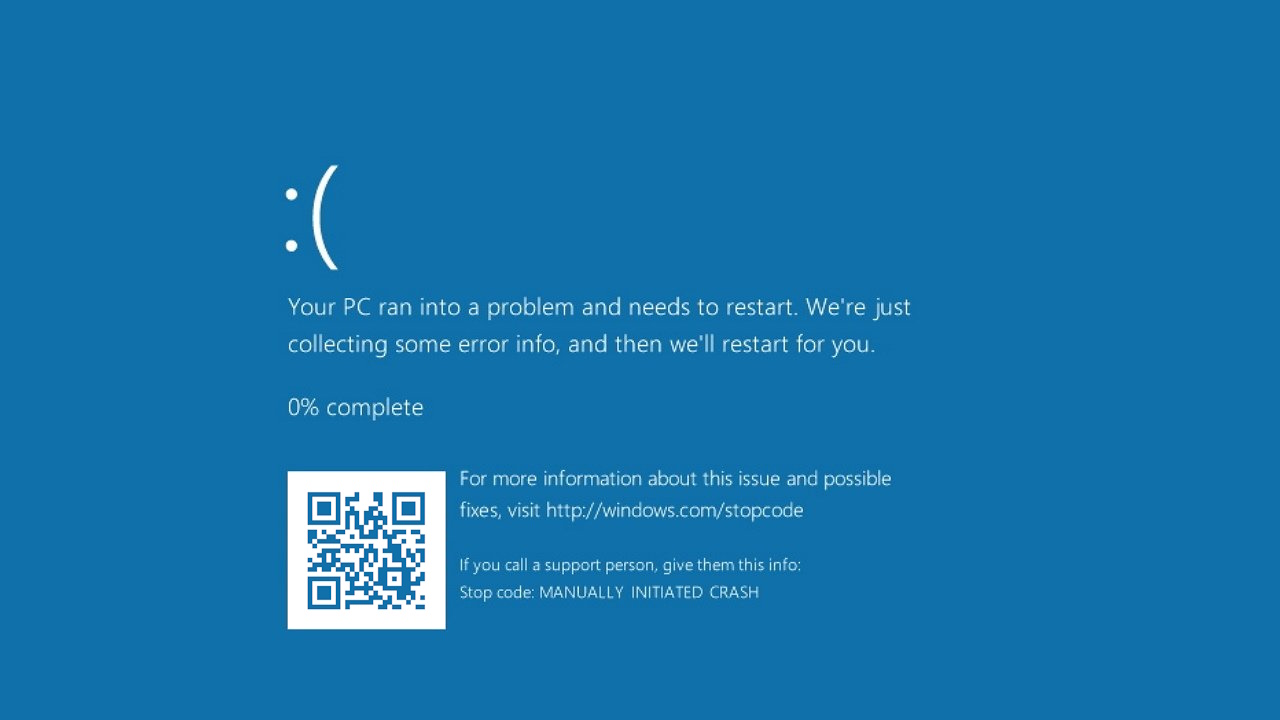 :(
Your PC ran into a problem and needs to restart. We're just
collecting some error info, and then we'll restart for you.
0% complete
For more information about this issue and possible
fixes, visit http://windows.com/stopcode
If you call a support person, give them this info:
Stop code: MANUALLY INITIATED CRASH